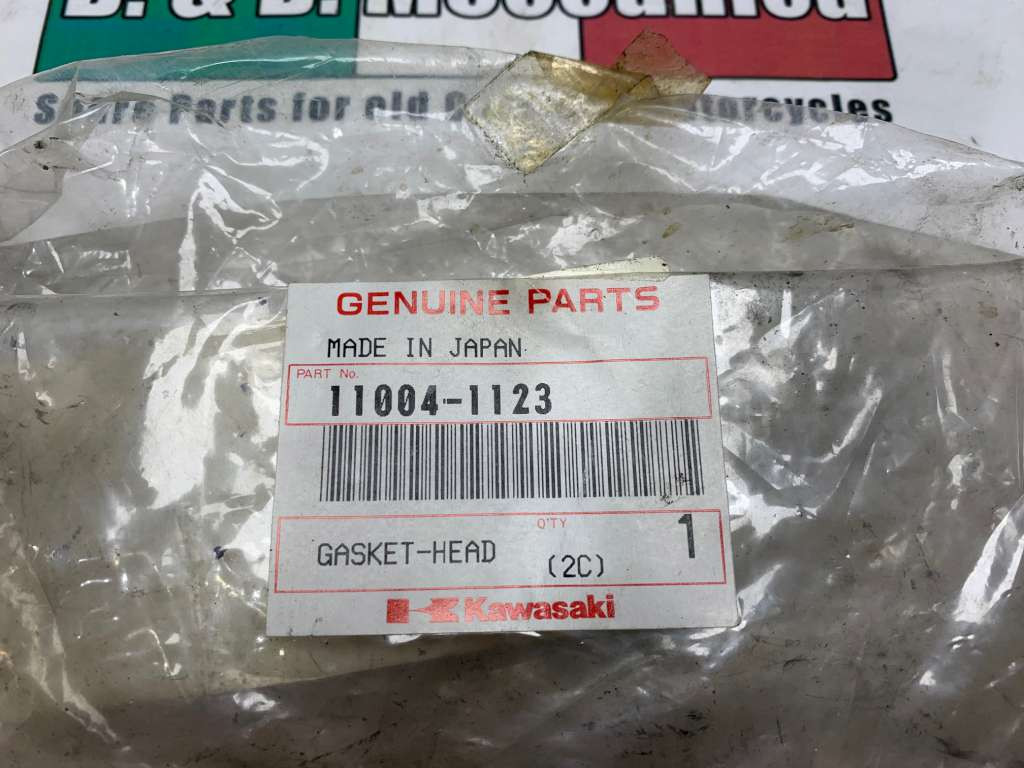 Spare Parts for old
GENUINE PARTS
MADE IN JAPAN
PART No.
11004-1123
Q'TY
GASKET-HEAD (2C) 1
Kawasaki